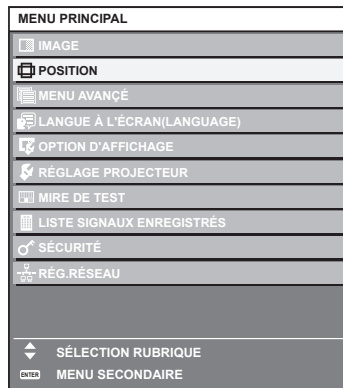 MENU PRINCIPAL
IMAGE
POSITION
MENU AVANÇÉ
LANGUE À L'ÉCRAN(LANGUAGE)
OPTION D'AFFICHAGE
RÉGLAGE PROJECTEUR
MIRE DE TEST
LISTE SIGNAUX ENREGISTRÉS
SÉCURITÉ
RÉG.RÉSEAU
SÉLECTION RUBRIQUE
ENTER MENU SECONDAIRE